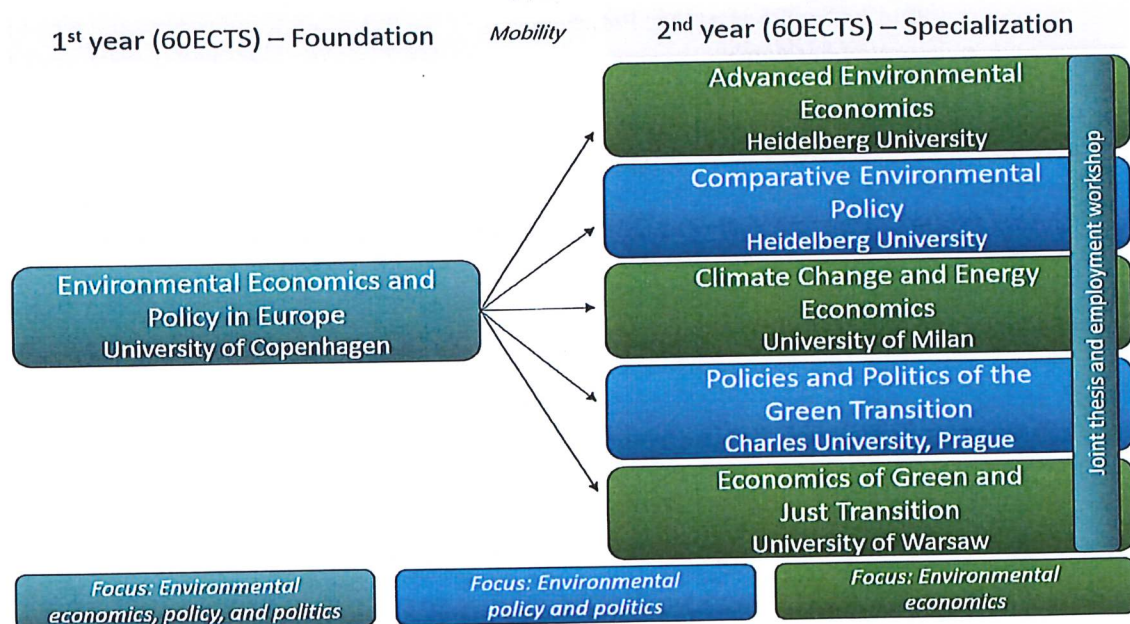 1st year (60ECTS) – Foundation
Mobility
2nd year (60ECTS) – Specialization
Environmental Economics and
Policy in Europe
University of Copenhagen
Advanced Environmental
Economics
Heidelberg University
Comparative Environmental
Policy
Heidelberg University
Climate Change and Energy
Economics
University of Milan
Policies and Politics of the
Green Transition
Charles University, Prague
Economics of Green and
Just Transition
University of Warsaw
Joint thesis and employment workshop
Focus: Environmental
economics, policy, and politics
Focus: Environmental
policy and politics
Focus: Environmental
economics